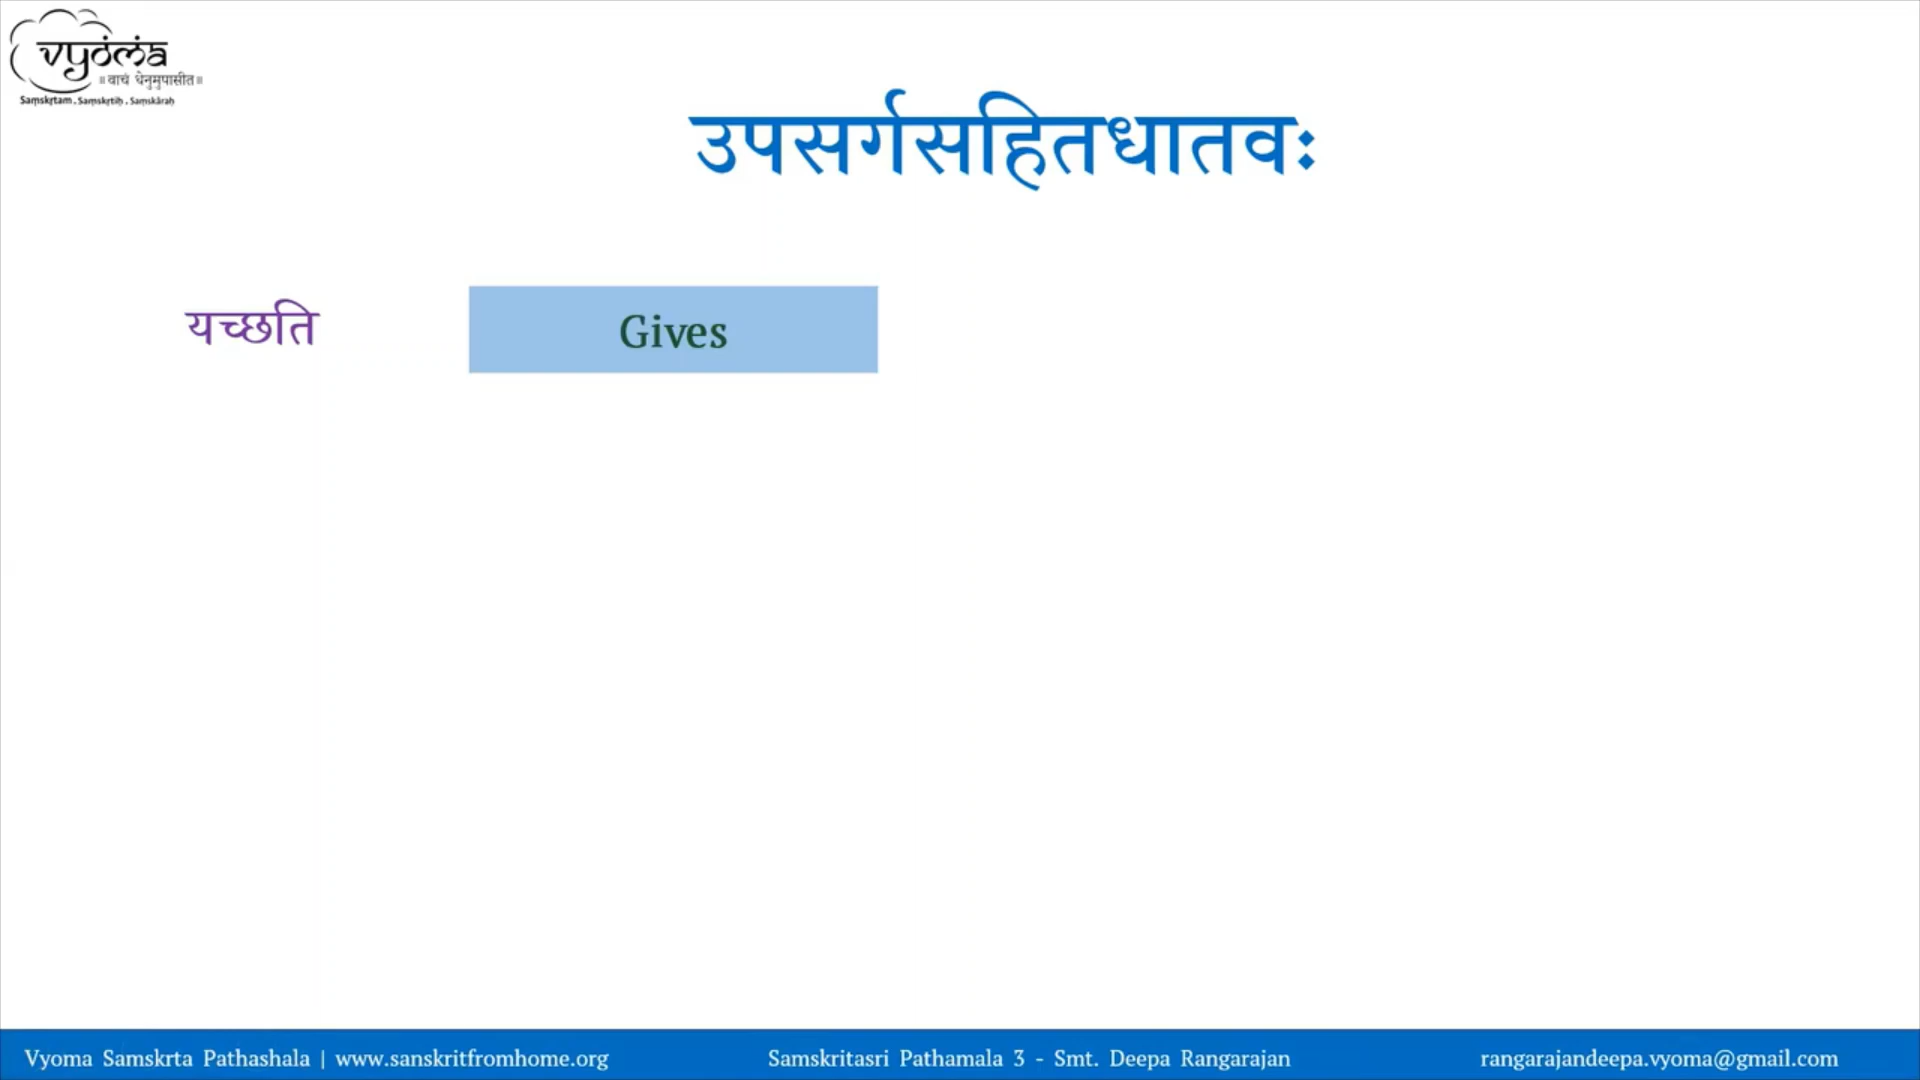 vyoma
॥ वाचं धेनुमुपासीत॥
Saṃskṛtam . Saṃskṛtiḥ . Saṃskāraḥ
उपसर्गसहितधातवः
यच्छति Gives
Vyoma Samskrta Pathashala | www.sanskritfromhome.org Samskritasri Pathamala 3 - Smt. Deepa Rangarajan rangarajandeepa.vyoma@gmail.com